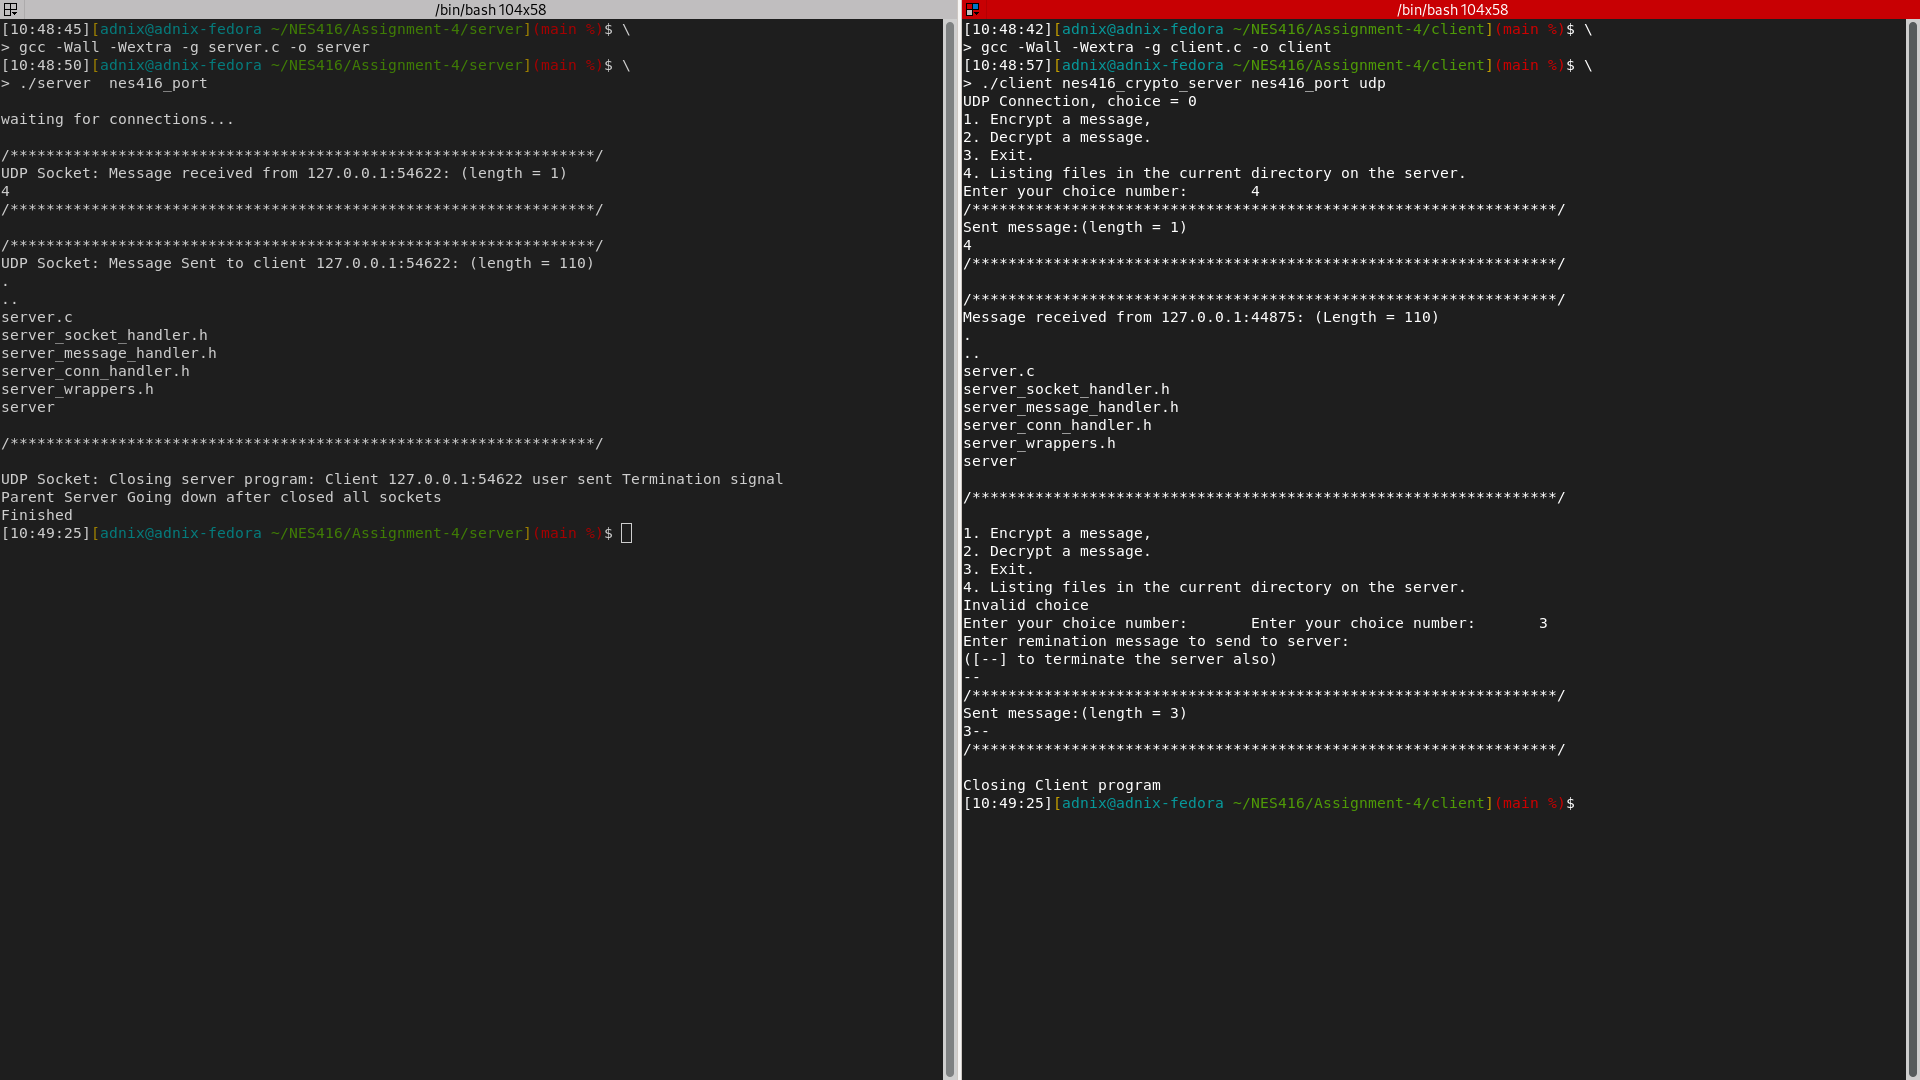 /bin/bash 104x58
[10:48:45][adnix@adnix-fedora ~/NES416/Assignment-4/server](main %)$ \
> gcc -Wall -Wextra -g server.c -o server
[10:48:50][adnix@adnix-fedora ~/NES416/Assignment-4/server](main %)$ \
> ./server  nes416_port
waiting for connections...
/*****************************************************************/
UDP Socket: Message received from 127.0.0.1:54622: (length = 1)
4
/*****************************************************************/
/*****************************************************************/
UDP Socket: Message Sent to client 127.0.0.1:54622: (length = 110)
.
..
server.c
server_socket_handler.h
server_message_handler.h
server_conn_handler.h
server_wrappers.h
server
/*****************************************************************/
UDP Socket: Closing server program: Client 127.0.0.1:54622 user sent Termination signal
Parent Server Going down after closed all sockets
Finished
[10:49:25][adnix@adnix-fedora ~/NES416/Assignment-4/server](main %)$
/bin/bash 104x58
[10:48:42][adnix@adnix-fedora ~/NES416/Assignment-4/client](main %)$ \
> gcc -Wall -Wextra -g client.c -o client
[10:48:57][adnix@adnix-fedora ~/NES416/Assignment-4/client](main %)$ \
> ./client nes416_crypto_server nes416_port udp
UDP Connection, choice = 0
1. Encrypt a message,
2. Decrypt a message.
3. Exit.
4. Listing files in the current directory on the server.
Enter your choice number:       4
/*****************************************************************/
Sent message:(length = 1)
4
/*****************************************************************/
/*****************************************************************/
Message received from 127.0.0.1:44875: (Length = 110)
.
..
server.c
server_socket_handler.h
server_message_handler.h
server_conn_handler.h
server_wrappers.h
server
/*****************************************************************/
1. Encrypt a message,
2. Decrypt a message.
3. Exit.
4. Listing files in the current directory on the server.
Invalid choice
Enter your choice number:       Enter your choice number:       3
Enter remination message to send to server:
([--] to terminate the server also)
--
/*****************************************************************/
Sent message:(length = 3)
3--
/*****************************************************************/
Closing Client program
[10:49:25][adnix@adnix-fedora ~/NES416/Assignment-4/client](main %)$